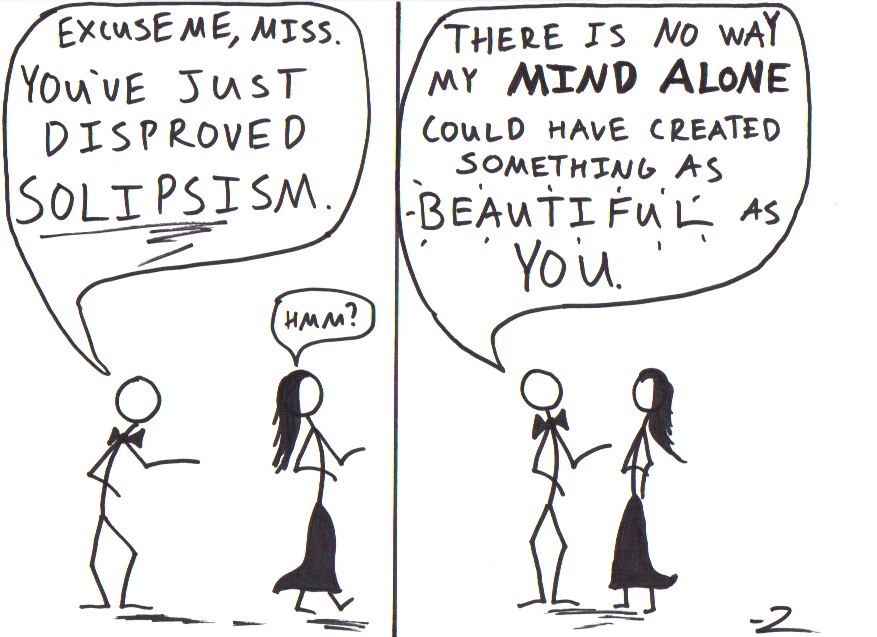 EXCUSE ME, MISS.
YOU'VE JUST
DISPROVED
SOLIPSISM.
HMM?
THERE IS NO WAY
MY MIND ALONE
COULD HAVE CREATED
SOMETHING AS
BEAUTIFUL AS
YOU.
-2